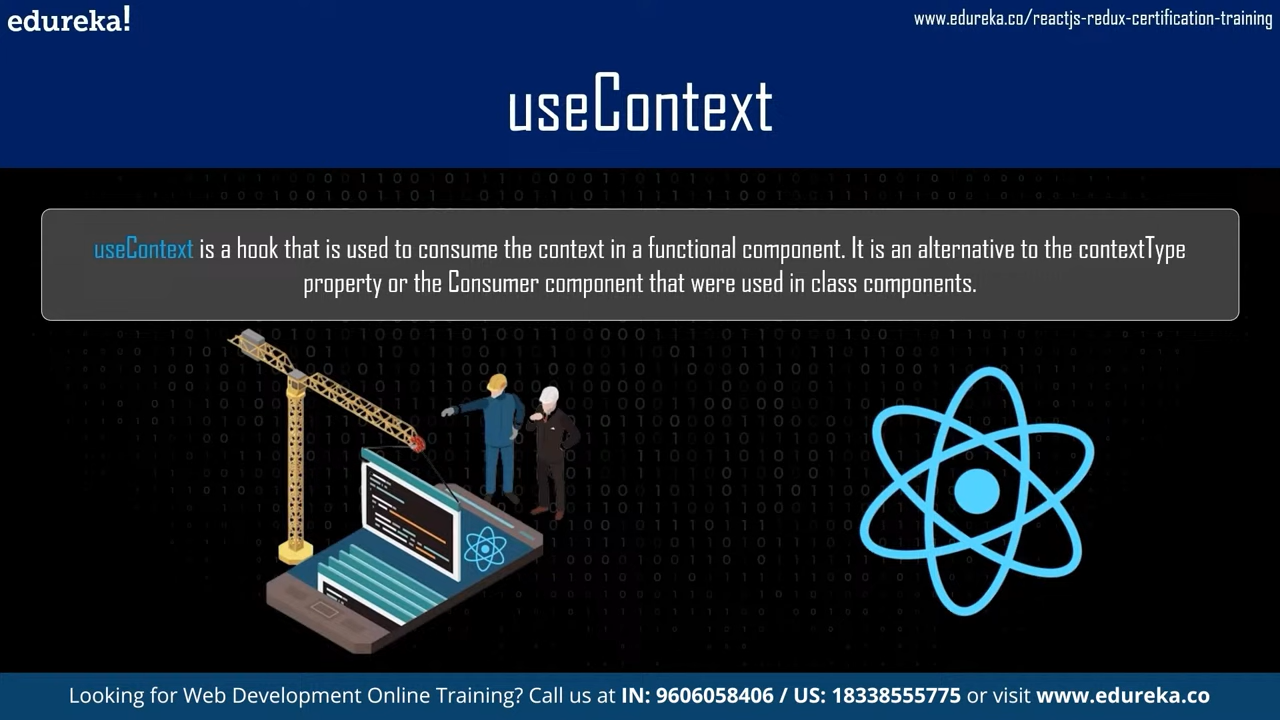 edureka!
www.edureka.co/reactjs-redux-certification-training
useContext
useContext is a hook that is used to consume the context in a functional component. It is an alternative to the contextType
property or the Consumer component that were used in class components.
Looking for Web Development Online Training? Call us at IN: 9606058406 / US: 18338555775 or visit www.edureka.co